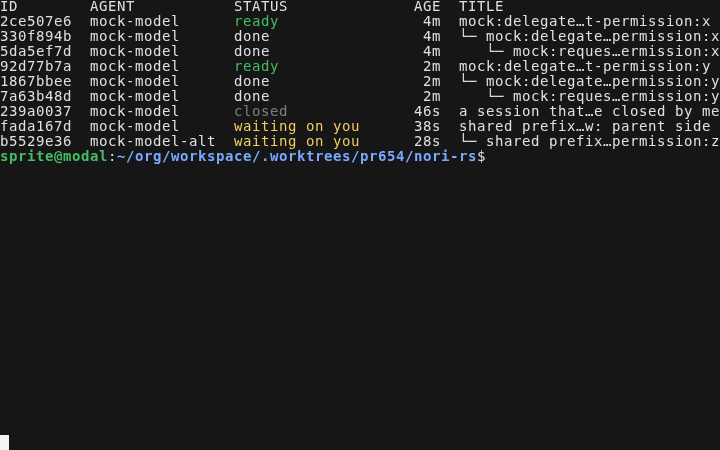 ID        AGENT           STATUS              AGE  TITLE
2ce507e6  mock-model      ready                4m  mock:delegate…t-permission:x
330f894b  mock-model      done                 4m  └─ mock:delegate…permission:x
5da5ef7d  mock-model      done                 4m     └─ mock:reques…ermission:x
92d77b7a  mock-model      ready                2m  mock:delegate…t-permission:y
1867bbee  mock-model      done                 2m  └─ mock:delegate…permission:y
7a63b48d  mock-model      done                 2m     └─ mock:reques…ermission:y
239a0037  mock-model      closed              46s  a session that…e closed by me
fada167d  mock-model      waiting on you      38s  shared prefix…w: parent side
b5529e36  mock-model-alt  waiting on you      28s  └─ shared prefix…permission:z
sprite@modal:~/org/workspace/.worktrees/pr654/nori-rs$